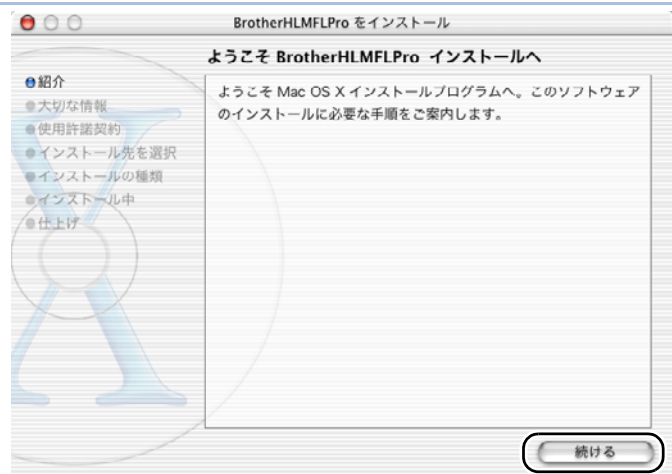 BrotherHLMFLPro をインストール
ようこそ BrotherHLMFLPro インストールへ
紹介
大切な情報
使用許諾契約
インストール先を選択
インストールの種類
インストール中
仕上げ
ようこそ Mac OS X インストールプログラムへ。このソフトウェア
のインストールに必要な手順をご案内します。
続ける